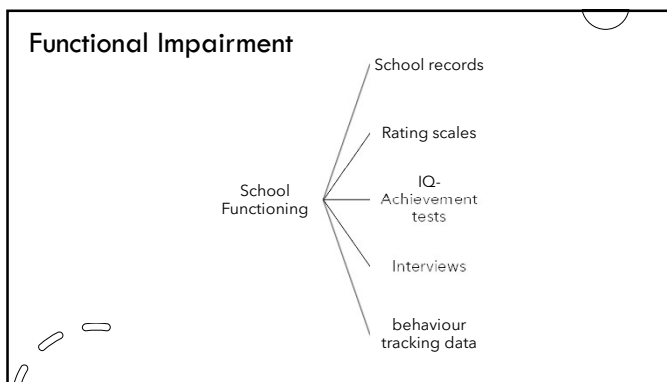 Functional Impairment
School records
Rating scales
School
Functioning
IQ-
Achievement
tests
Interviews
behaviour
tracking data